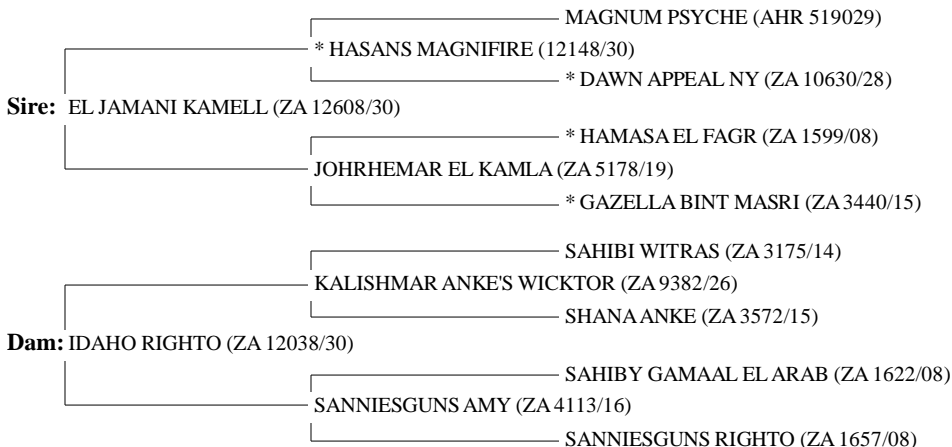 MAGNUM PSYCHE (AHR 519029)
* HASANS MAGNIFIRE (12148/30)
* DAWN APPEAL NY (ZA 10630/28)
Sire: EL JAMANI KAMELL (ZA 12608/30)
* HAMASA EL FAGR (ZA 1599/08)
JOHRHEMAR EL KAMLA (ZA 5178/19)
* GAZELLA BINT MASRI (ZA 3440/15)
SAHIBI WITRAS (ZA 3175/14)
KALISHMAR ANKE'S WICKTOR (ZA 9382/26)
SHANA ANKE (ZA 3572/15)
Dam: IDAHO RIGHTO (ZA 12038/30)
SAHIBY GAMAAL EL ARAB (ZA 1622/08)
SANNIESGUNS AMY (ZA 4113/16)
SANNIESGUNS RIGHTO (ZA 1657/08)